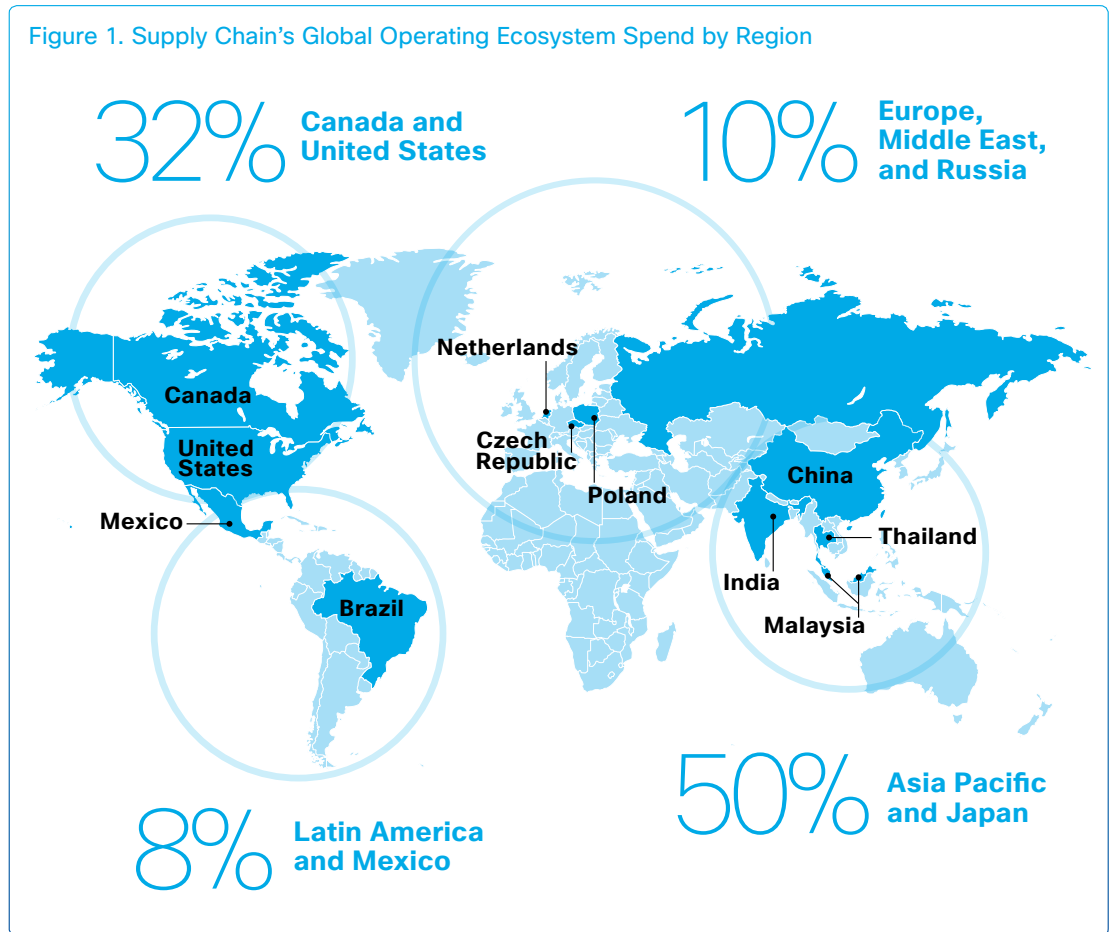 Figure 1. Supply Chain's Global Operating Ecosystem Spend by Region
32%
Canada and
United States
10%
Europe,
Middle East,
and Russia
Netherlands
Canada
Czech
Republic
United
States
China
Poland
Mexico
Thailand
India
Brazil
Malaysia
50%
Asia Pacific
and Japan
8%
Latin America
and Mexico